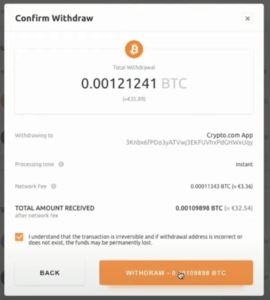 Confirm Withdraw
Total Withdrawal
0.00121241 BTC
(≈€35.89)
Withdrawing to
Crypto.com App
Processing time
Instant
Network Fee
0.00011343 BTC (≈ €3.36)
TOTAL AMOUNT RECEIVED
0.00109898 BTC (≈ €32.54)
after network fee
I understand that the transaction is irreversible and if withdrawal address is incorrect or
does not exist, the funds may be permanently lost.
BACK
WITHDRAW – 0.00109898 BTC